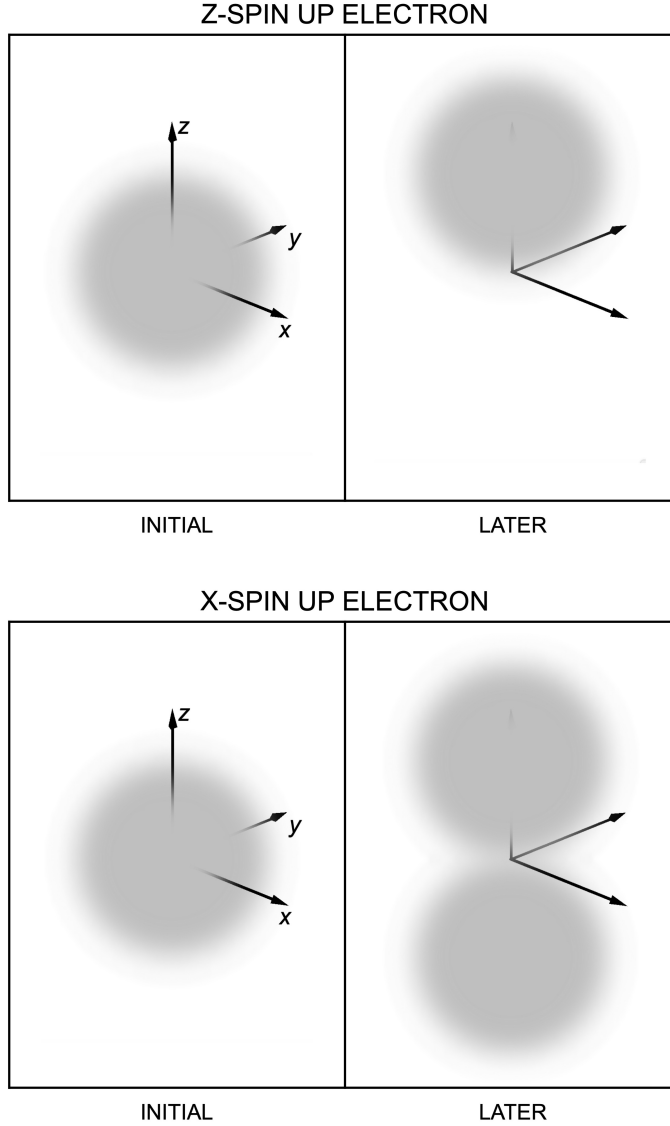 Z-SPIN UP ELECTRON
z
y
x
INITIAL
LATER
X-SPIN UP ELECTRON
z
y
x
INITIAL
LATER